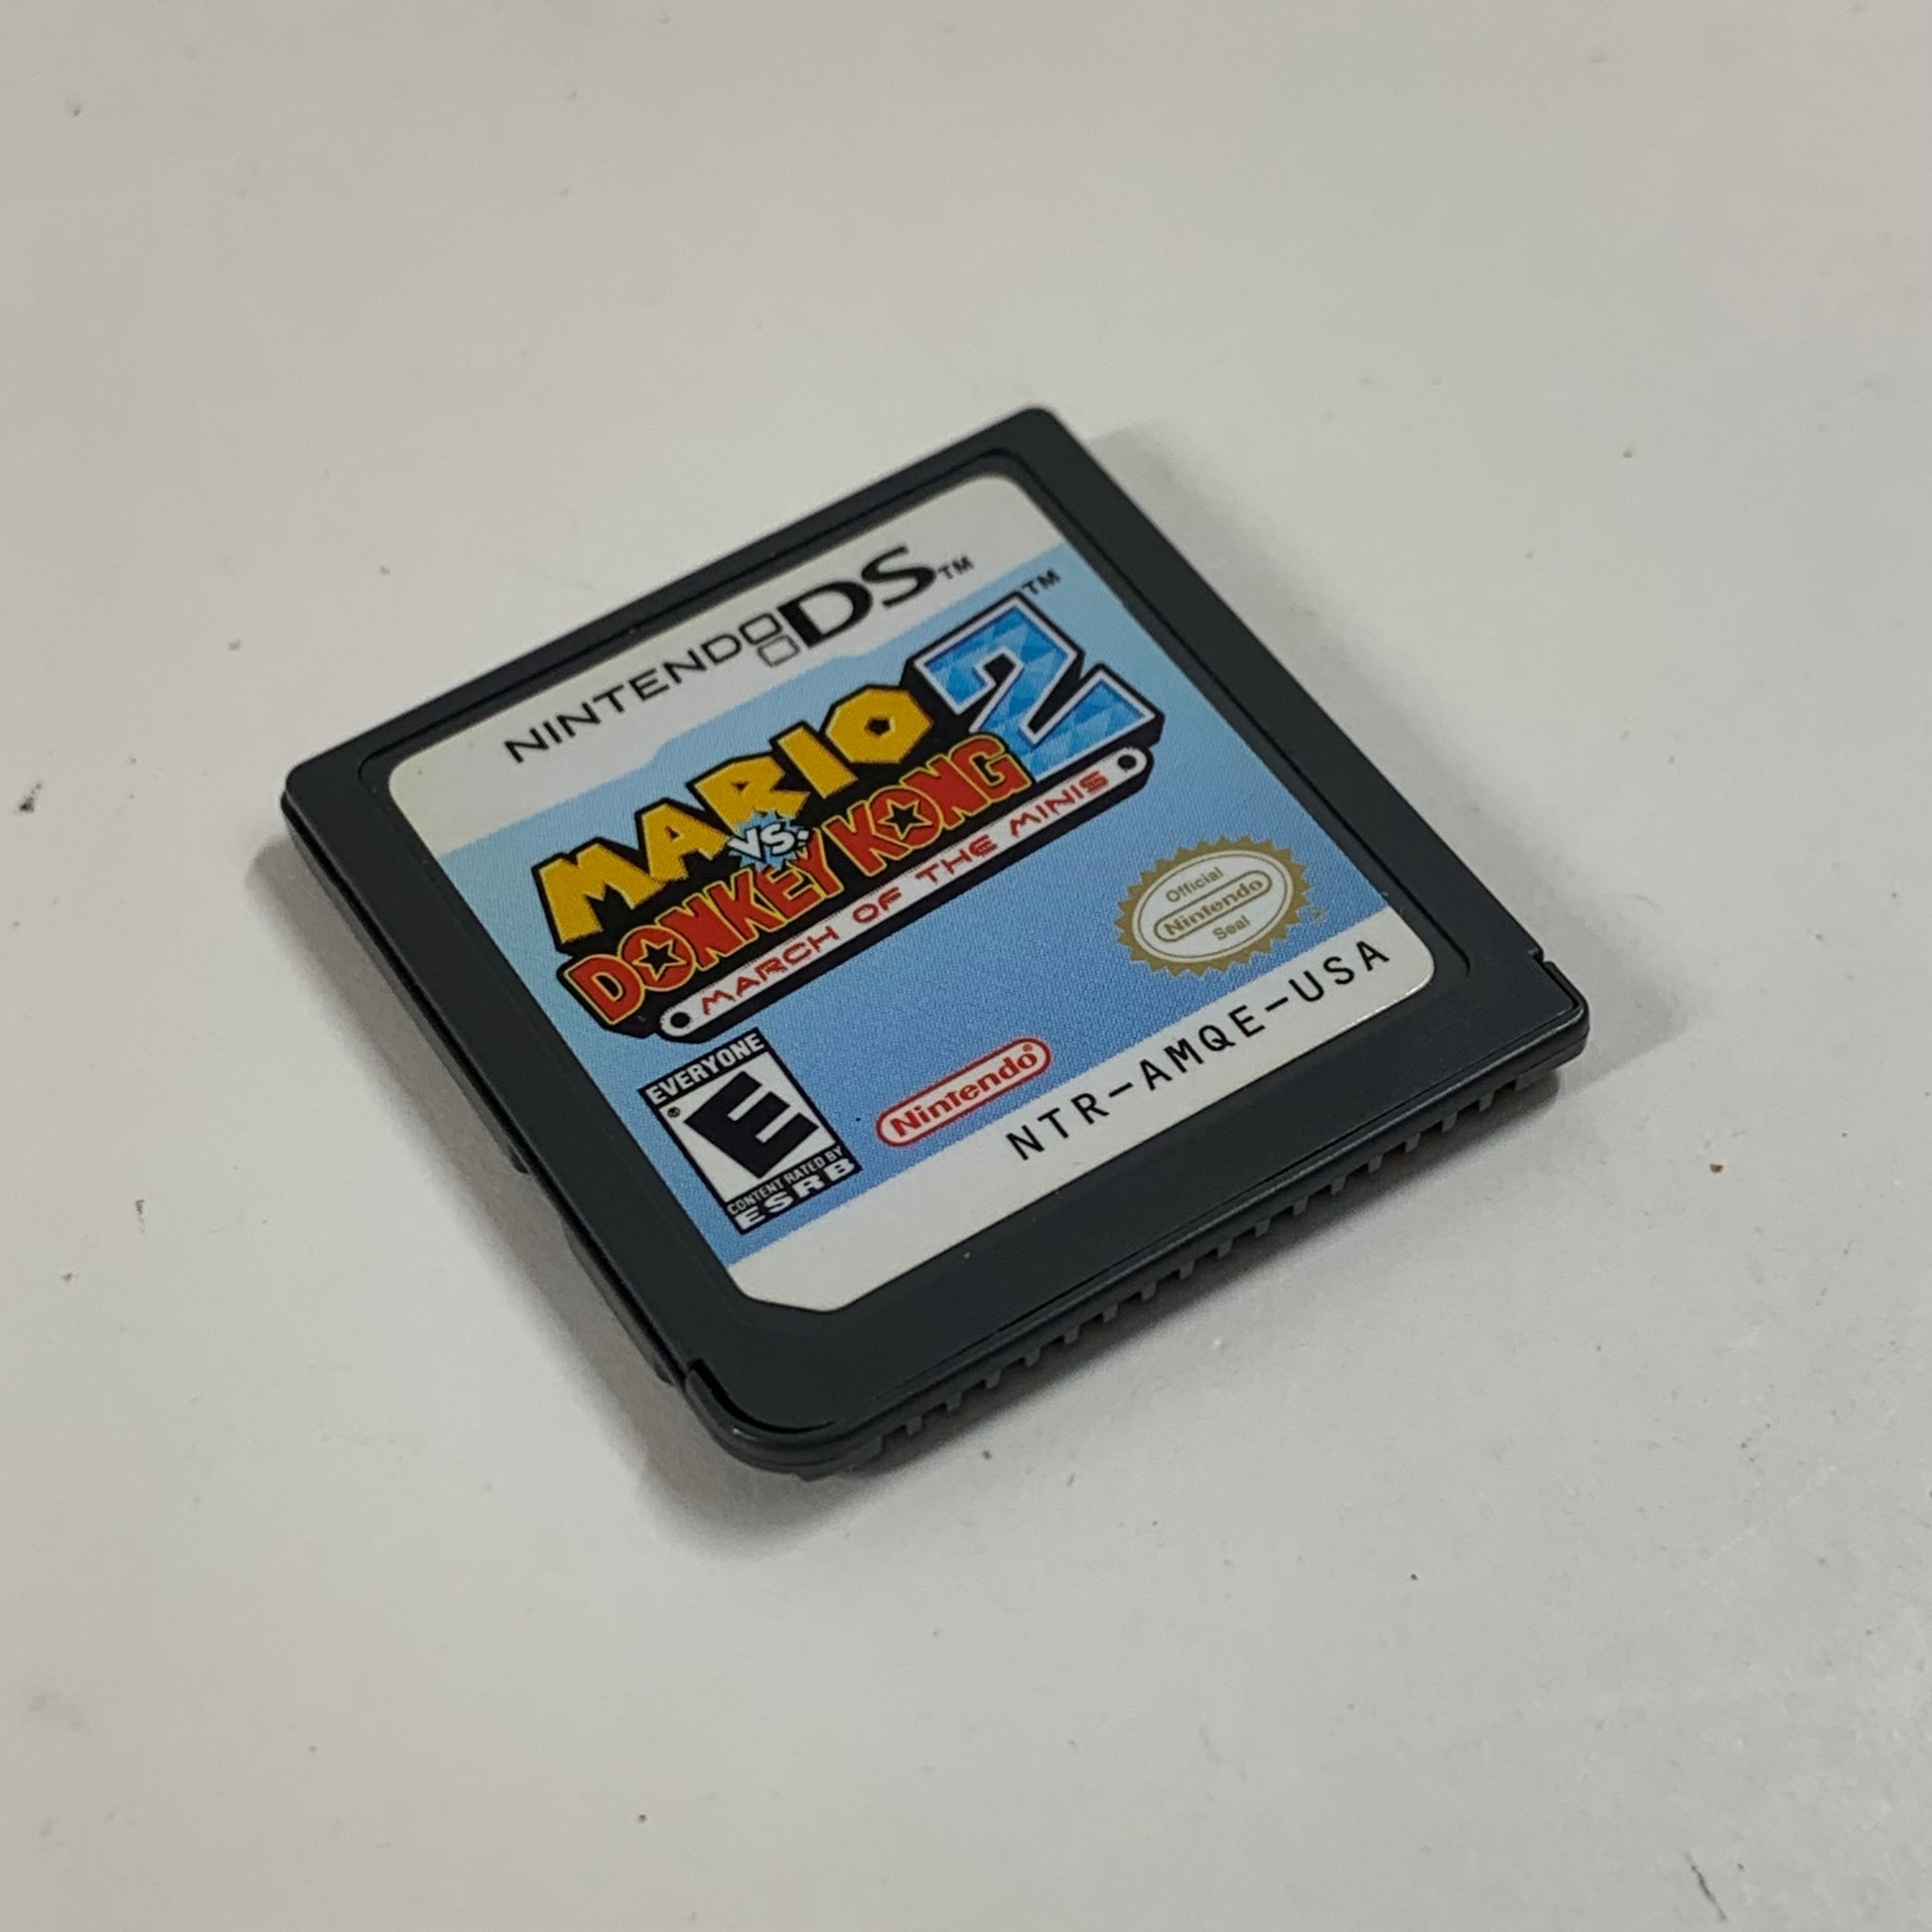 NINTENDO DS™
MARIO
VS.
DONKEY KONG 2™
MARCH OF THE MINIS
Official
Nintendo
Seal
EVERYONE
E
CONTENT RATED BY
ESRB
Nintendo®
NTR-AMQE-USA